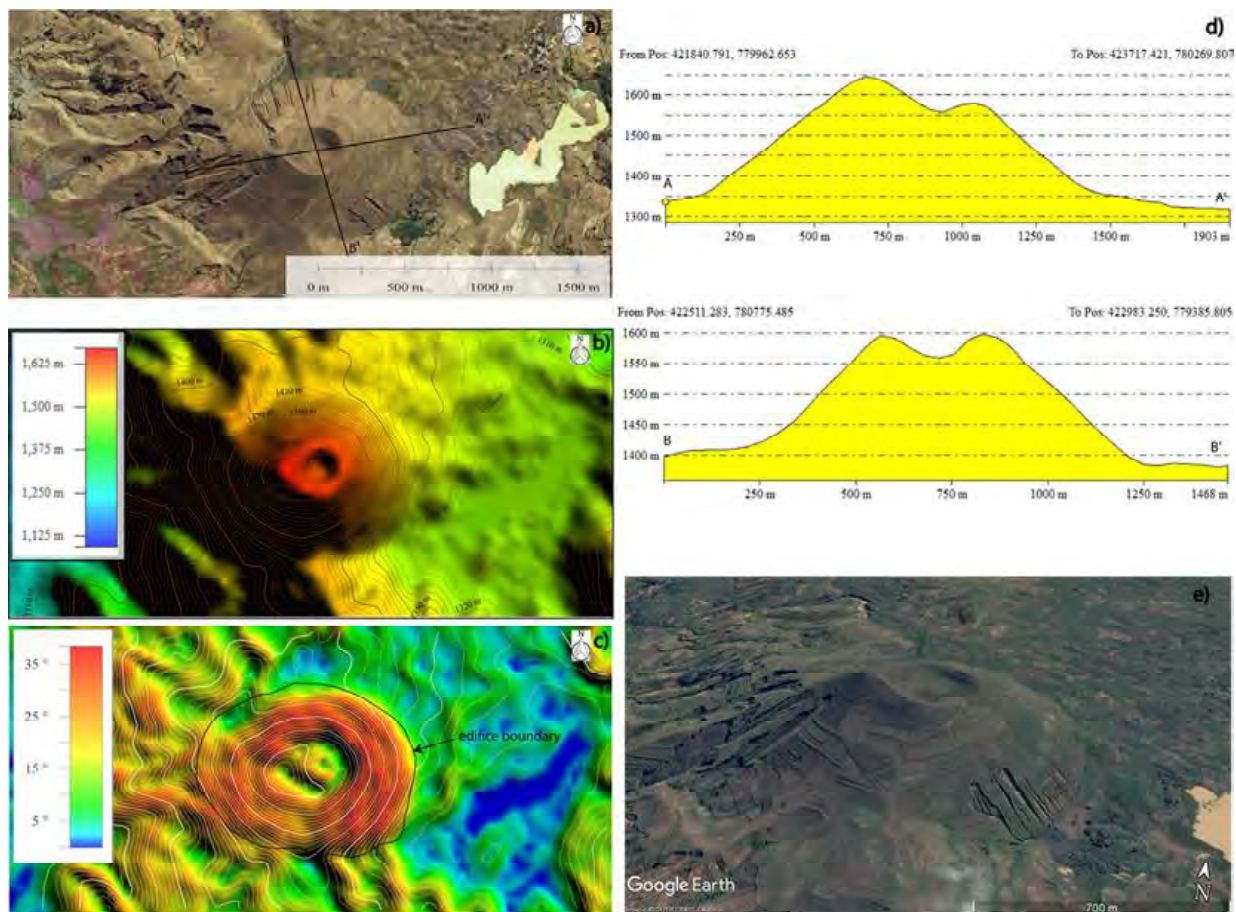 a)
N
A'
B'
0 m 500 m 1000 m 1500 m
b)
N
1,625 m
1,500 m
1,375 m
1,250 m
1,125 m
1400 m
1420 m
c)
N
35 °
25 °
15 °
5 °
edifice boundary
d)
From Pos: 421840.791, 779962.653 To Pos: 423717.421, 780269.807
1600 m
1500 m
1400 m
1300 m
A A'
250 m 500 m 750 m 1000 m 1250 m 1500 m 1903 m
From Pos: 422511.283, 780775.485 To Pos: 422983.250, 779385.805
1600 m
1550 m
1500 m
1450 m
1400 m
B B'
250 m 500 m 750 m 1000 m 1250 m 1468 m
e)
Google Earth
N
700 m